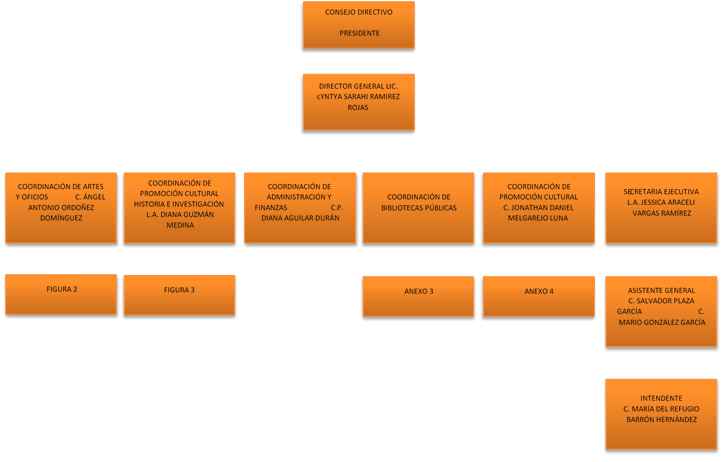 CONSEJO DIRECTIVO
PRESIDENTE
DIRECTOR GENERAL LIC.
cYNTYA SARAHI RAMIREZ
ROJAS
COORDINACIÓN DE ARTES
Y OFICIOS C. ÁNGEL
ANTONIO ORDOÑEZ
DOMÍNGUEZ
COORDINACIÓN DE
PROMOCIÓN CULTURAL
HISTORIA E INVESTIGACIÓN
L.A. DIANA GUZMÁN
MEDINA
COORDINACIÓN DE
ADMINISTRACIÓN Y
FINANZAS C.P.
DIANA AGUILAR DURÁN
COORDINACIÓN DE
BIBLIOTECAS PÚBLICAS
COORDINACIÓN DE
PROMOCIÓN CULTURAL
C. JONATHAN DANIEL
MELGAREJO LUNA
SECRETARIA EJECUTIVA
L.A. JESSICA ARACELI
VARGAS RAMÍREZ
FIGURA 2
FIGURA 3
ANEXO 3
ANEXO 4
ASISTENTE GENERAL
C. SALVADOR PLAZA
GARCÍA C.
MARIO GONZÁLEZ GARCÍA
INTENDENTE
C. MARÍA DEL REFUGIO
BARRÓN HERNÁNDEZ